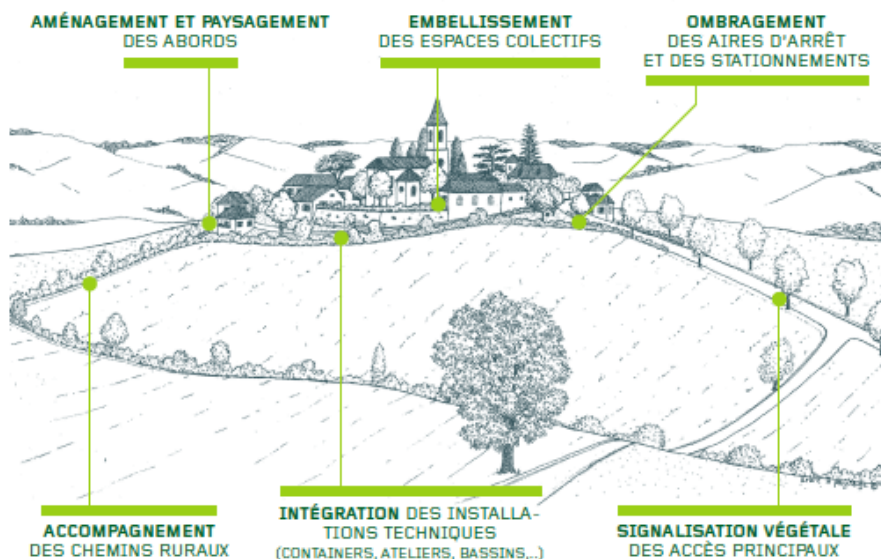 AMÉNAGEMENT ET PAYSAGEMENT
DES ABORDS
EMBELLISSEMENT
DES ESPACES COLECTIFS
OMBRAGEMENT
DES AIRES D'ARRÊT
ET DES STATIONNEMENTS
ACCOMPAGNEMENT
DES CHEMINS RURAUX
INTÉGRATION DES INSTALLA-
TIONS TECHNIQUES
(CONTAINERS, ATELIERS, BASSINS,...)
SIGNALISATION VÉGÉTALE
DES ACCÈS PRINCIPAUX